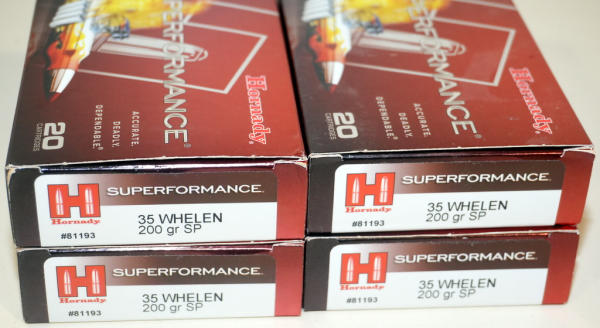 SUPERFORMANCE
Hornady
ACCURATE.
DEADLY.
DEPENDABLE.
20
CARTRIDGES
PERFORMANCE
Hornady
ACCURATE.
DEADLY.
DEPENDABLE.
20
CARTRIDGES
H
Hornady
SUPERFORMANCE
35 WHELEN
200 gr SP
#81193
H
Hornady
SUPERFORMANCE
35 WHELEN
200 gr SP
#81193
H
Hornady
SUPERFORMANCE
35 WHELEN
200 gr SP
#81193
H
Hornady
SUPERFORMANCE
35 WHELEN
200 gr SP
#81193